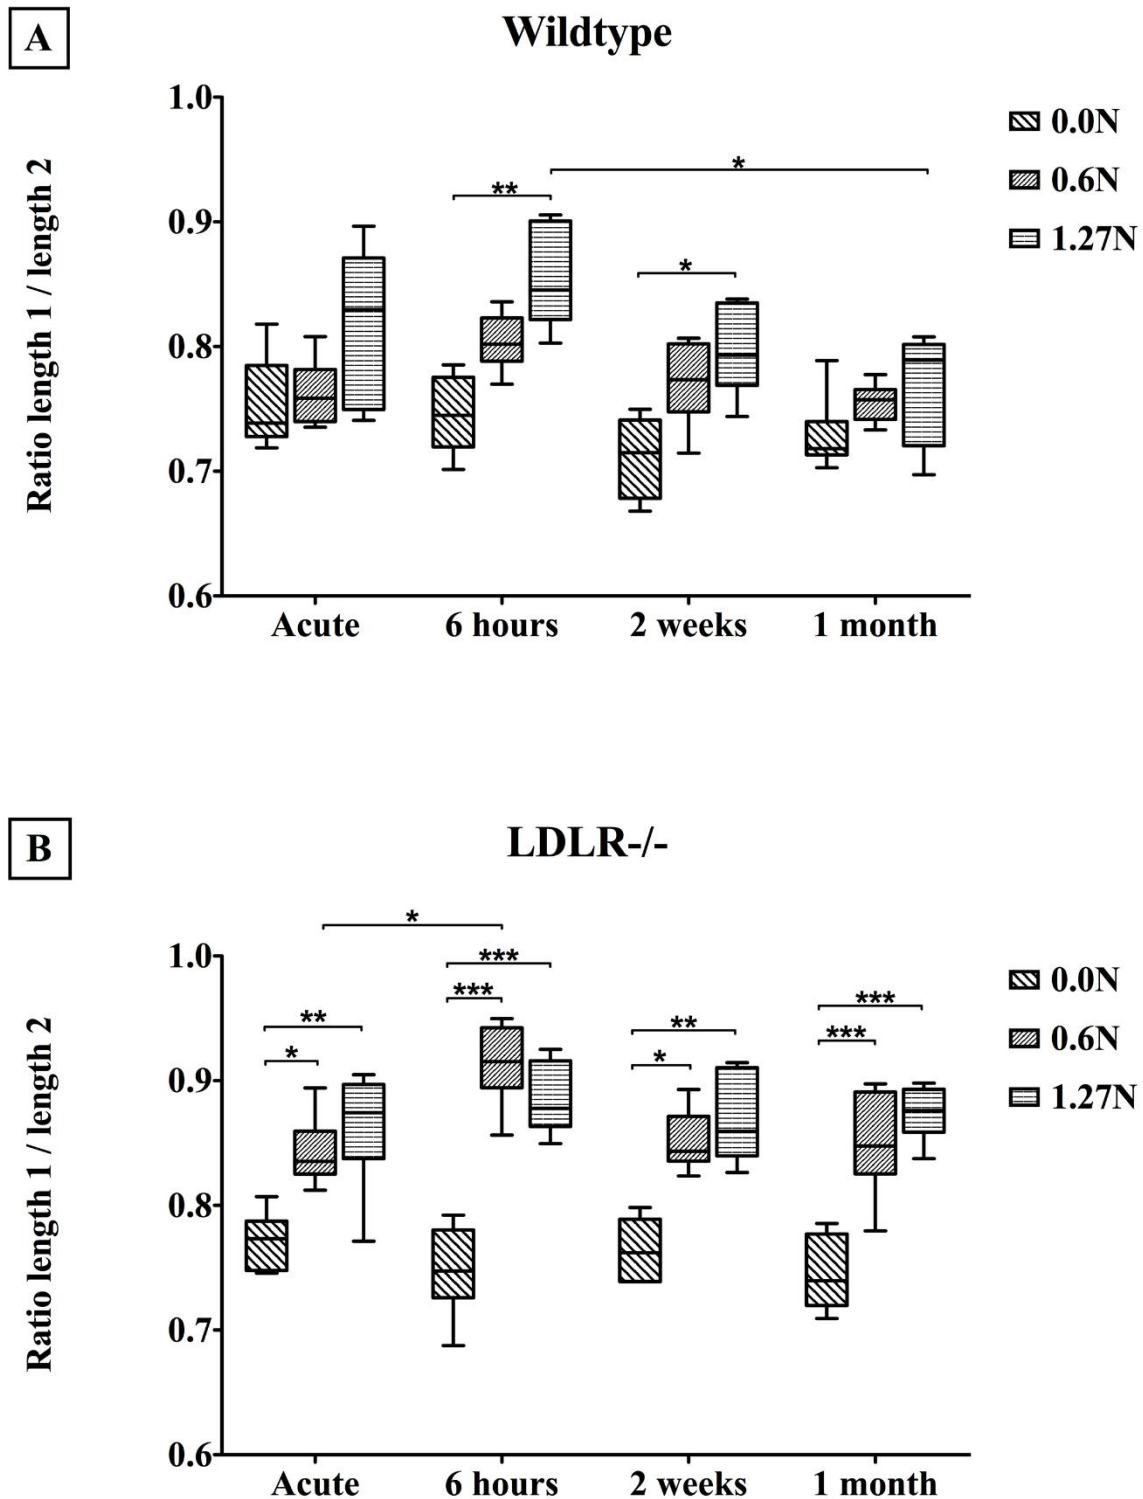 A
Wildtype
Ratio length 1 / length 2
1.0
0.9
0.8
0.7
0.6
**
*
*
0.0N
0.6N
1.27N
Acute
6 hours
2 weeks
1 month
B
LDLR-/-
Ratio length 1 / length 2
1.0
0.9
0.8
0.7
0.6
*
**
*
***
***
**
*
***
***
0.0N
0.6N
1.27N
Acute
6 hours
2 weeks
1 month